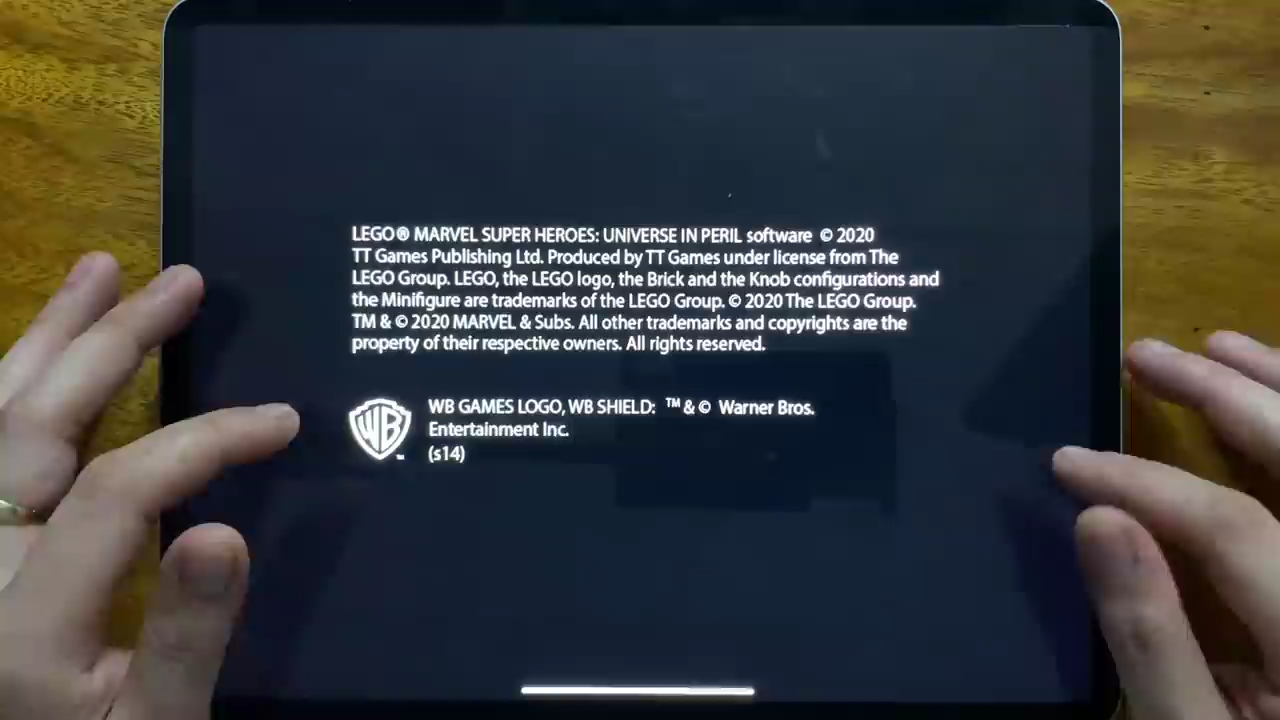 LEGO® MARVEL SUPER HEROES: UNIVERSE IN PERIL software © 2020
TT Games Publishing Ltd. Produced by TT Games under license from The
LEGO Group. LEGO, the LEGO logo, the Brick and the Knob configurations and
the Minifigure are trademarks of the LEGO Group. © 2020 The LEGO Group.
TM & © 2020 MARVEL & Subs. All other trademarks and copyrights are the
property of their respective owners. All rights reserved.
WB™
WB GAMES LOGO, WB SHIELD: ™ & © Warner Bros.
Entertainment Inc.
(s14)